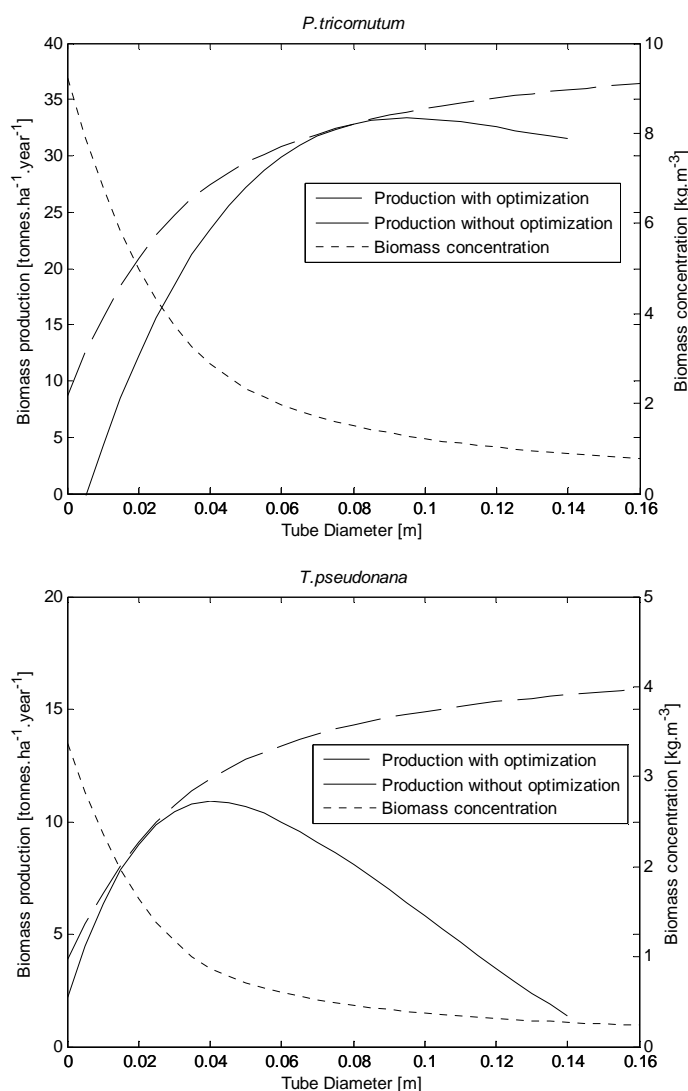 P.tricornutum
40
35
30
25
20
15
10
5
0
Biomass production [tonnes.ha⁻¹.year⁻¹]
10
8
6
4
2
0
Biomass concentration [kg.m⁻³]
Production with optimization
Production without optimization
Biomass concentration
0 0.02 0.04 0.06 0.08 0.1 0.12 0.14 0.16
Tube Diameter [m]
T.pseudonana
20
15
10
5
0
Biomass production [tonnes.ha⁻¹.year⁻¹]
5
4
3
2
1
0
Biomass concentration [kg.m⁻³]
Production with optimization
Production without optimization
Biomass concentration
0 0.02 0.04 0.06 0.08 0.1 0.12 0.14 0.16
Tube Diameter [m]